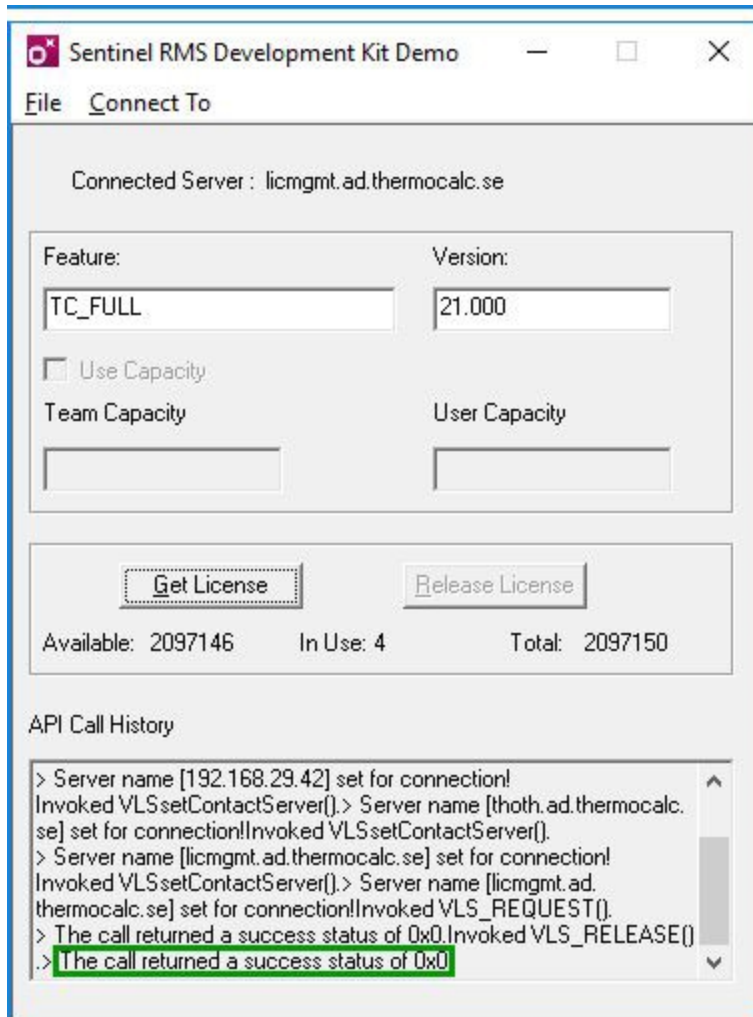 Sentinel RMS Development Kit Demo
File Connect To
Connected Server : licmgmt.ad.thermocalc.se
Feature: Version:
TC_FULL 21.000
Use Capacity
Team Capacity User Capacity
Get License Release License
Available: 2097146 In Use: 4 Total: 2097150
API Call History
> Server name [192.168.29.42] set for connection!
Invoked VLSsetContactServer().> Server name [thoth.ad.thermocalc.
se] set for connection!Invoked VLSsetContactServer().
> Server name [licmgmt.ad.thermocalc.se] set for connection!
Invoked VLSsetContactServer().> Server name [licmgmt.ad.
thermocalc.se] set for connection!Invoked VLS_REQUEST().
> The call returned a success status of 0x0.Invoked VLS_RELEASE()
.> The call returned a success status of 0x0